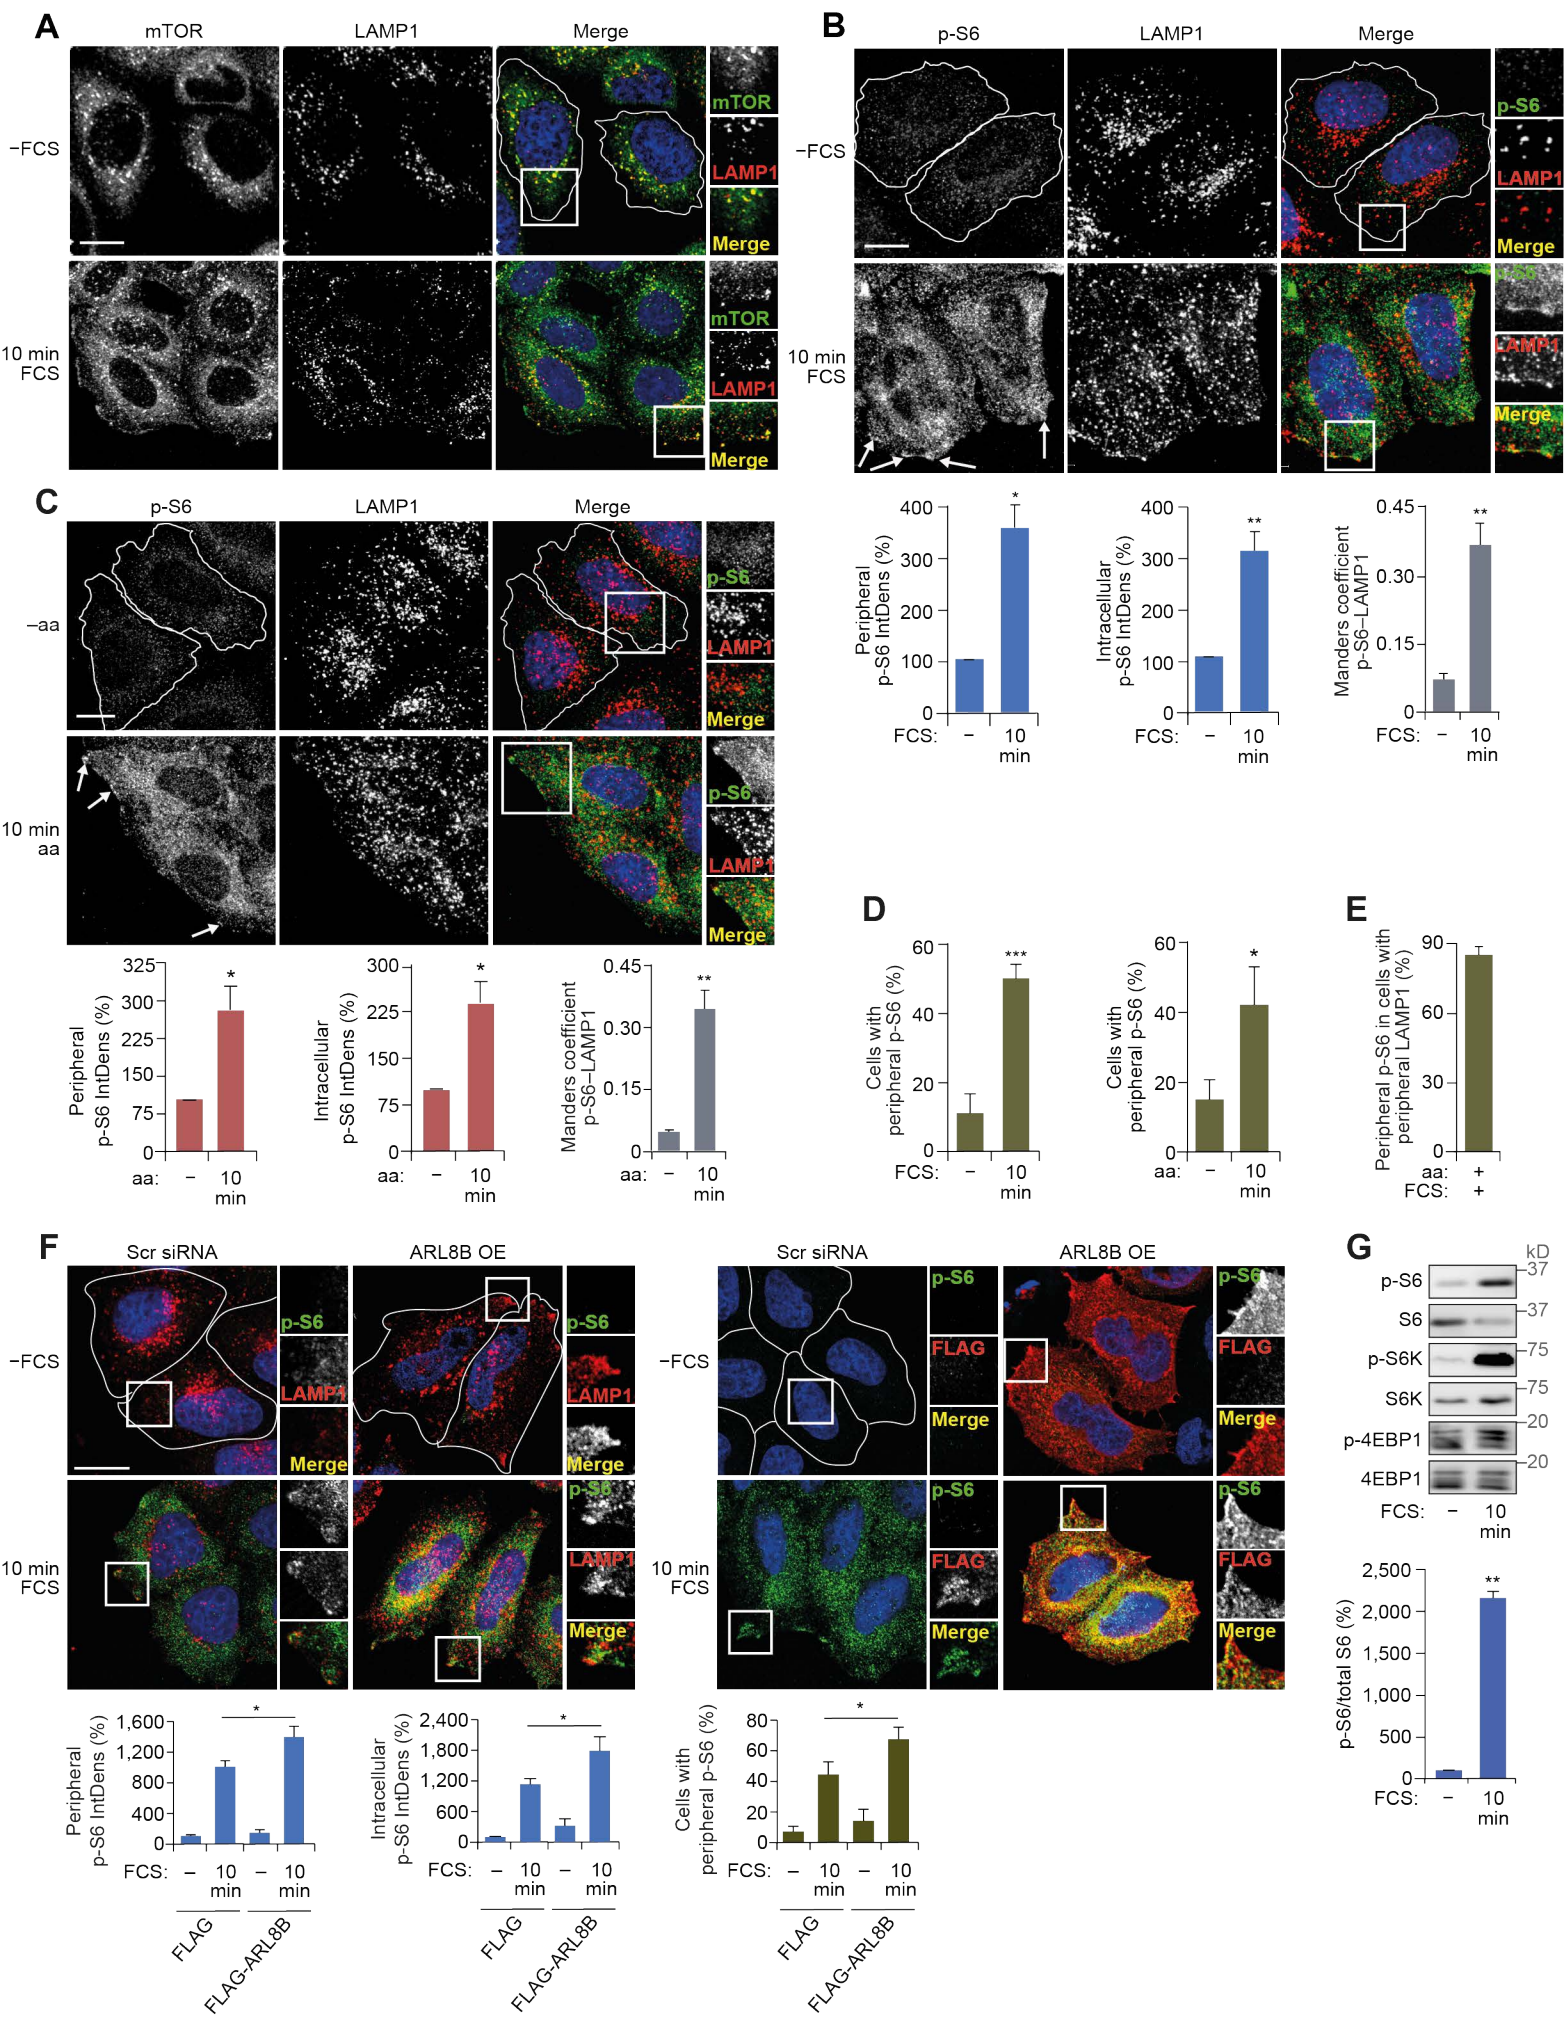 A
mTOR
LAMP1
Merge
−FCS
mTOR
LAMP1
Merge
10 min
FCS
mTOR
LAMP1
Merge
B
p-S6
LAMP1
Merge
−FCS
p-S6
LAMP1
Merge
10 min
FCS
p-S6
LAMP1
Merge
Peripheral
p-S6 IntDens (%)
400
300
200
100
0
*
FCS:
–
10
min
Intracellular
p-S6 IntDens (%)
400
300
200
100
0
**
FCS:
–
10
min
Manders coefficient
p-S6–LAMP1
0.45
0.30
0.15
0
**
FCS:
–
10
min
C
p-S6
LAMP1
Merge
–aa
p-S6
LAMP1
Merge
10 min
aa
p-S6
LAMP1
Merge
Peripheral
p-S6 IntDens (%)
325
300
225
150
75
0
*
aa:
–
10
min
Intracellular
p-S6 IntDens (%)
300
225
150
75
0
*
aa:
–
10
min
Manders coefficient
p-S6–LAMP1
0.45
0.30
0.15
0
**
aa:
–
10
min
D
Cells with
peripheral p-S6 (%)
60
40
20
0
***
FCS:
–
10
min
Cells with
peripheral p-S6 (%)
60
40
20
0
*
aa:
–
10
min
E
Peripheral p-S6 in cells with
peripheral LAMP1 (%)
90
60
30
0
aa:
+
FCS:
+
F
Scr siRNA
ARL8B OE
−FCS
p-S6
LAMP1
Merge
p-S6
LAMP1
Merge
10 min
FCS
p-S6
LAMP1
Merge
Scr siRNA
ARL8B OE
−FCS
p-S6
FLAG
Merge
p-S6
FLAG
Merge
10 min
FCS
p-S6
FLAG
Merge
p-S6
FLAG
Merge
Peripheral
p-S6 IntDens (%)
1,600
1,200
800
400
0
*
FCS:
–
10
min
–
10
min
FLAG
FLAG-ARL8B
Intracellular
p-S6 IntDens (%)
2,400
1,800
1,200
600
0
*
FCS:
–
10
min
–
10
min
FLAG
FLAG-ARL8B
Cells with
peripheral p-S6 (%)
80
60
40
20
0
*
FCS:
–
10
min
–
10
min
FLAG
FLAG-ARL8B
G
kD
p-S6
37
S6
37
p-S6K
75
S6K
75
p-4EBP1
20
4EBP1
20
FCS:
–
10
min
p-S6/total S6 (%)
2,500
2,000
1,500
1,000
500
0
**
FCS:
–
10
min